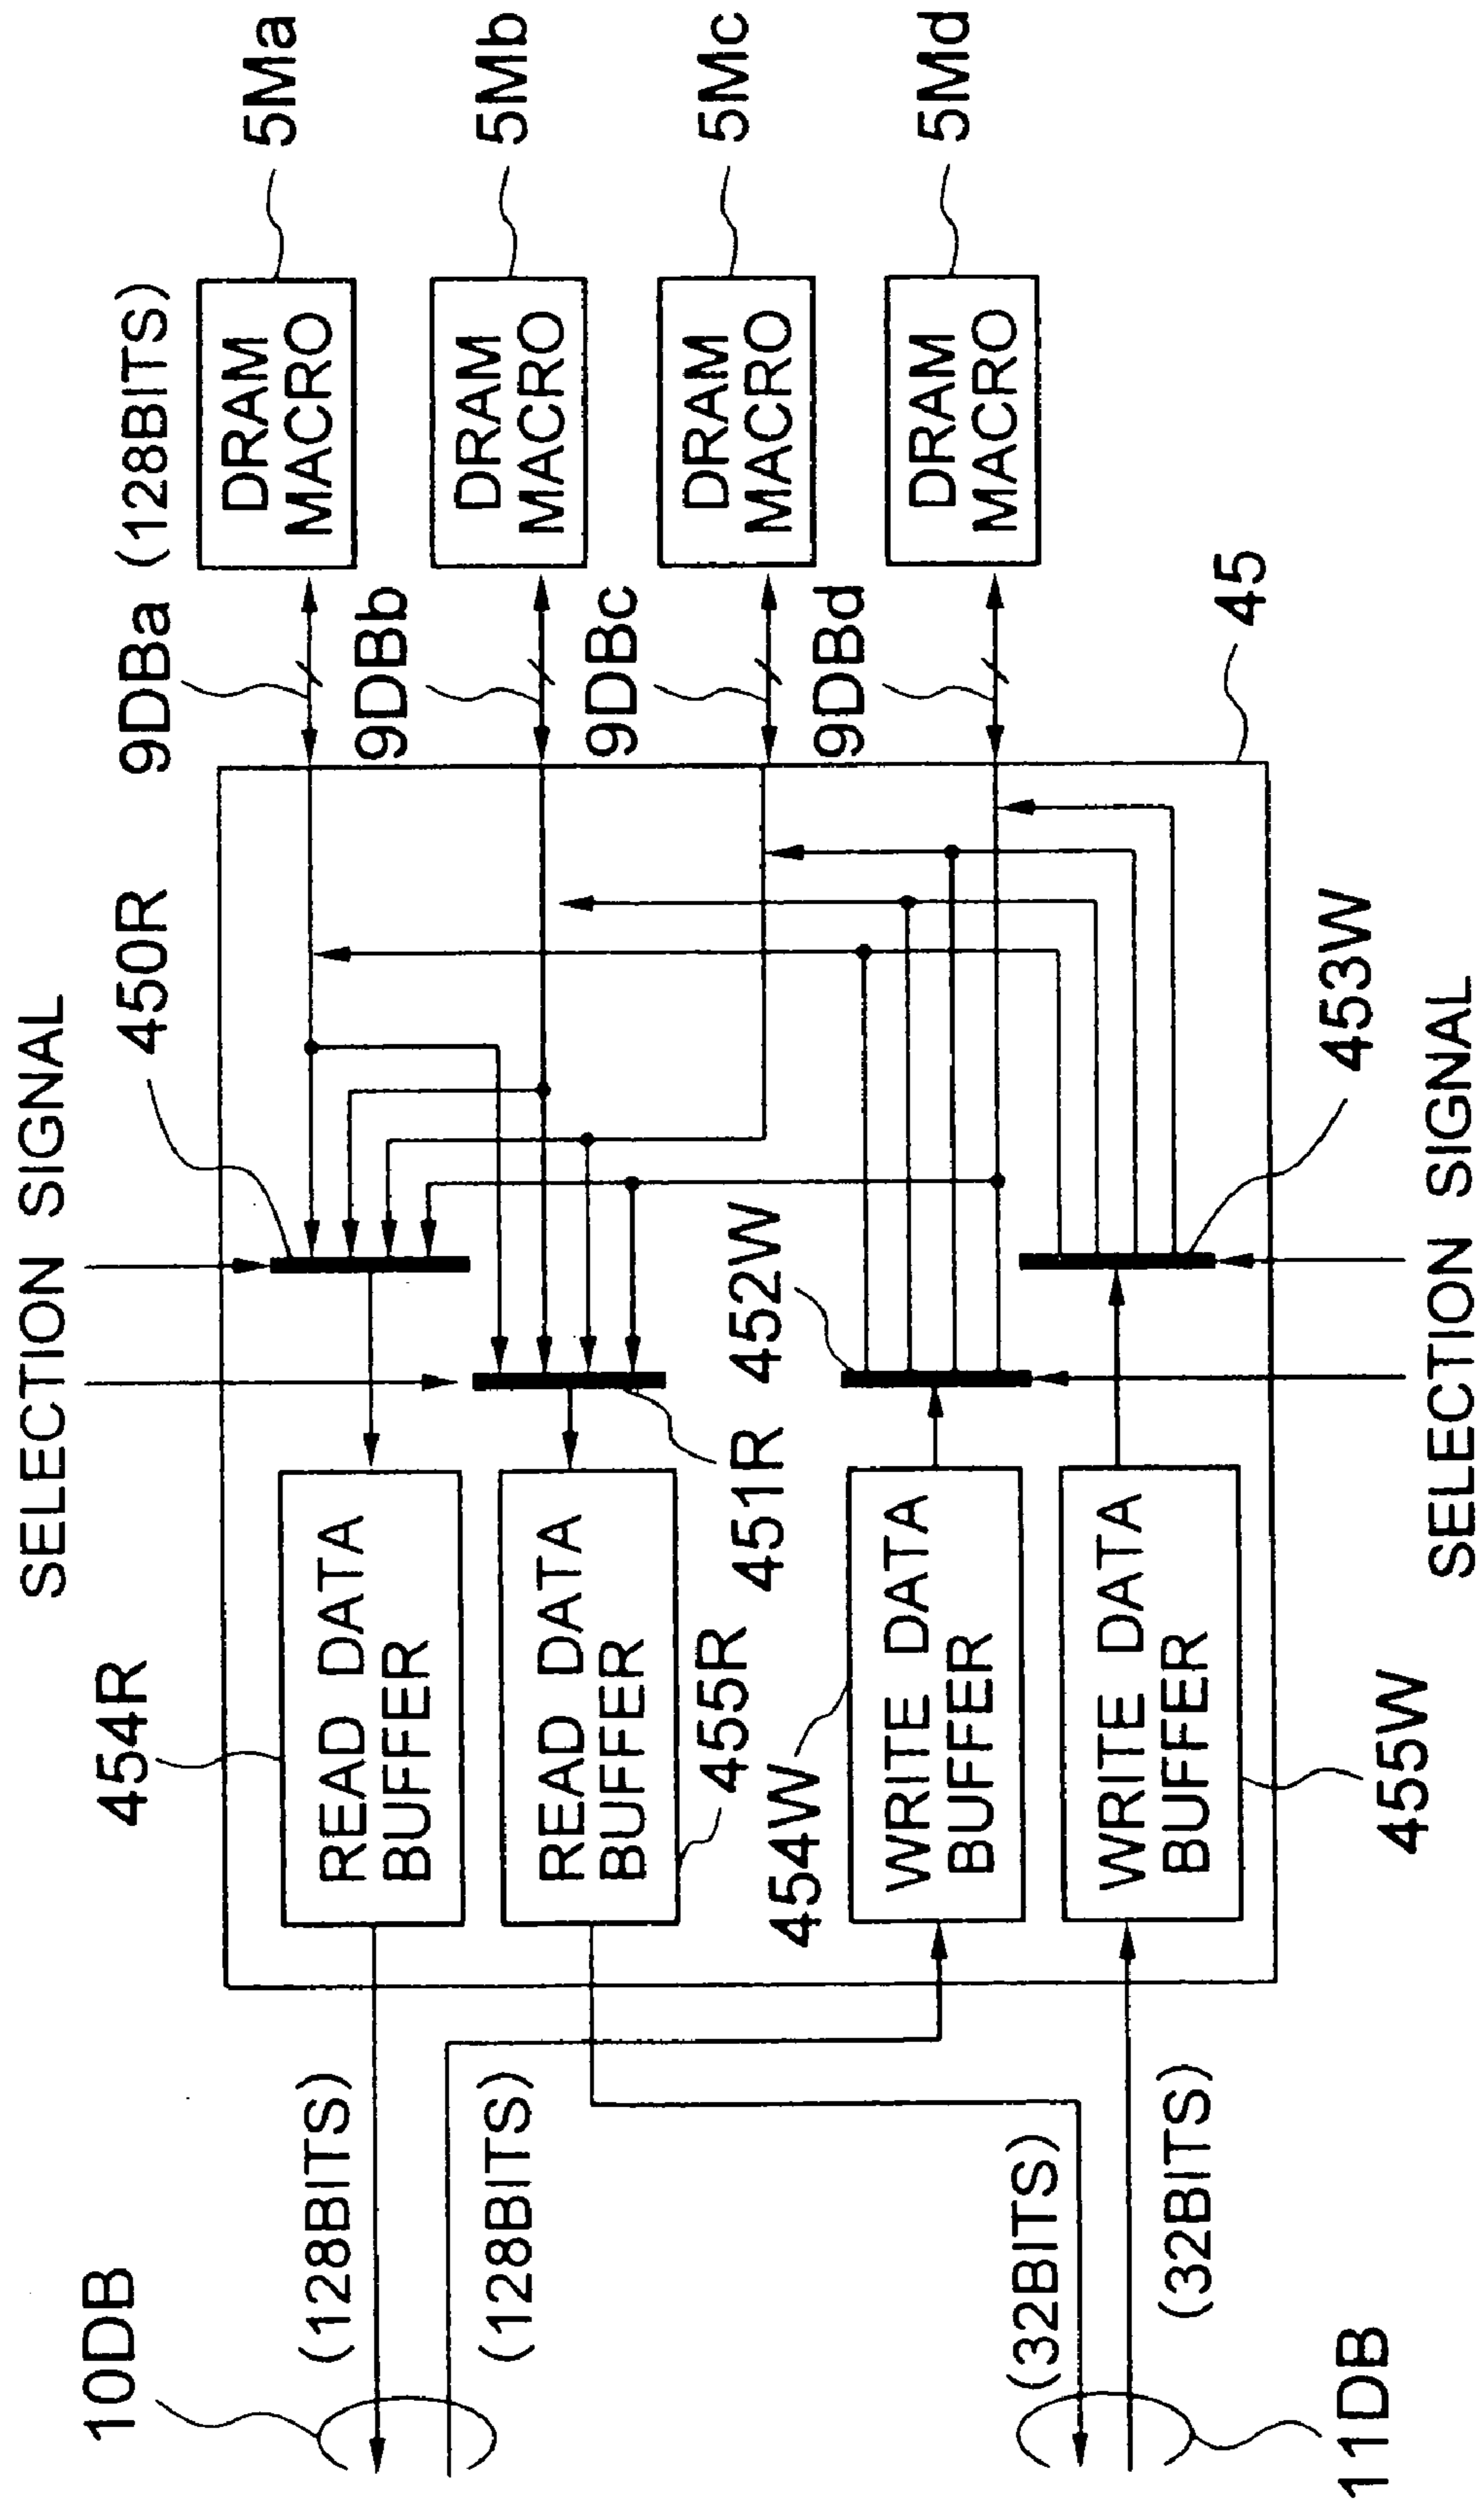 SELECTION SIGNAL
10DB
454R
450R
9DBa
(128BITS)
5Ma
(128BITS)
READ DATA
BUFFER
DRAM
MACRO
9DBb
5Mb
(128BITS)
READ DATA
BUFFER
DRAM
MACRO
9DBc
5Mc
455R
451R
452W
DRAM
MACRO
454W
9DBd
5Md
WRITE DATA
BUFFER
DRAM
MACRO
(32BITS)
WRITE DATA
BUFFER
(32BITS)
45
11DB
455W
453W
SELECTION SIGNAL